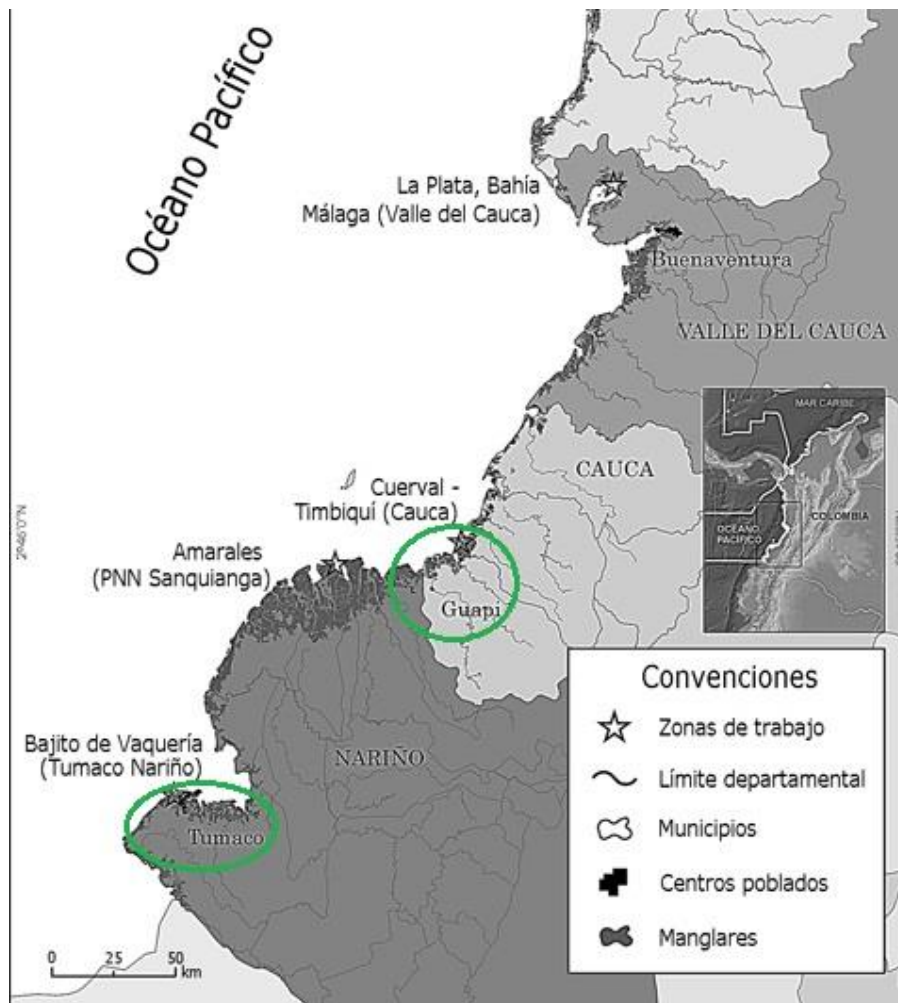 Océano Pacífico
La Plata, Bahía
Málaga (Valle del Cauca)
Buenaventura
VALLE DEL CAUCA
MAR CARIBE
COLOMBIA
OCEANO
PACÍFICO
CAUCA
Cuerval -
Timbiquí (Cauca)
Amarales
(PNN Sanquianga)
Guapi
Bajito de Vaquería
(Tumaco Nariño)
NARIÑO
Tumaco
0 25 50
km
Convenciones
Zonas de trabajo
Límite departamental
Municipios
Centros poblados
Manglares